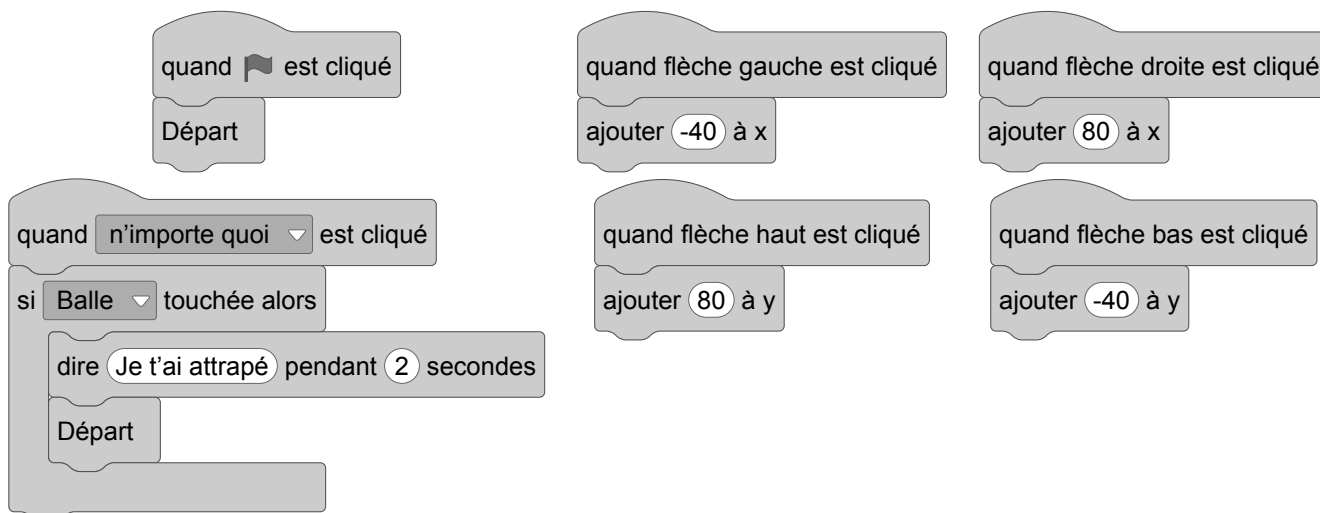 quand est cliqué
Départ
quand flèche gauche est cliqué
ajouter -40 à x
quand flèche droite est cliqué
ajouter 80 à x
quand n'importe quoi est cliqué
si Balle touchée alors
dire Je t'ai attrapé pendant 2 secondes
Départ
quand flèche haut est cliqué
ajouter 80 à y
quand flèche bas est cliqué
ajouter -40 à y